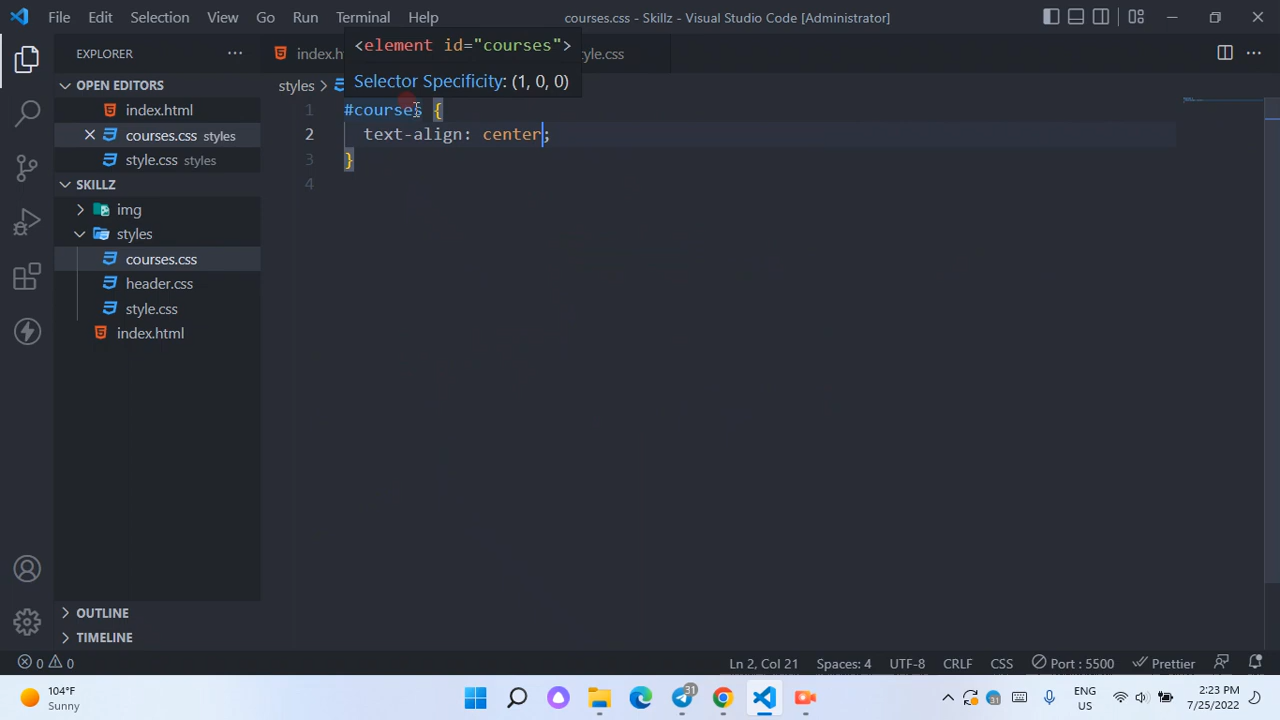 File Edit Selection View Go Run Terminal Help courses.css - Skillz - Visual Studio Code [Administrator]
EXPLORER
OPEN EDITORS
index.html
courses.css styles
style.css styles
SKILLZ
img
styles
courses.css
header.css
style.css
index.html
OUTLINE
TIMELINE
<element id="courses">
Selector Specificity: (1, 0, 0)
styles >
1 #courses {
2 text-align: center;
3 }
4
0 0 Ln 2, Col 21 Spaces: 4 UTF-8 CRLF CSS Port : 5500 Prettier
104°F
Sunny
31
31
ENG
US
2:23 PM
7/25/2022